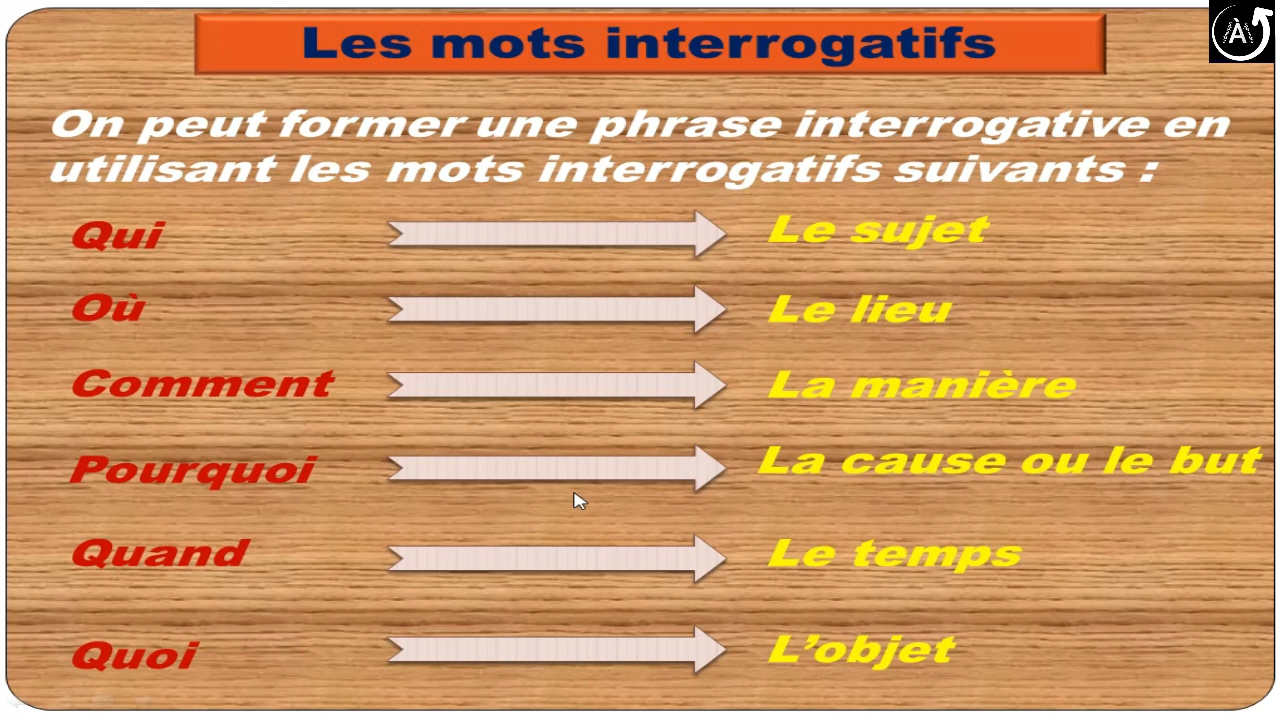 Les mots interrogatifs
À
On peut former une phrase interrogative en
utilisant les mots interrogatifs suivants :
Qui Le sujet
Où Le lieu
Comment La manière
Pourquoi La cause ou le but
Quand Le temps
Quoi L'objet